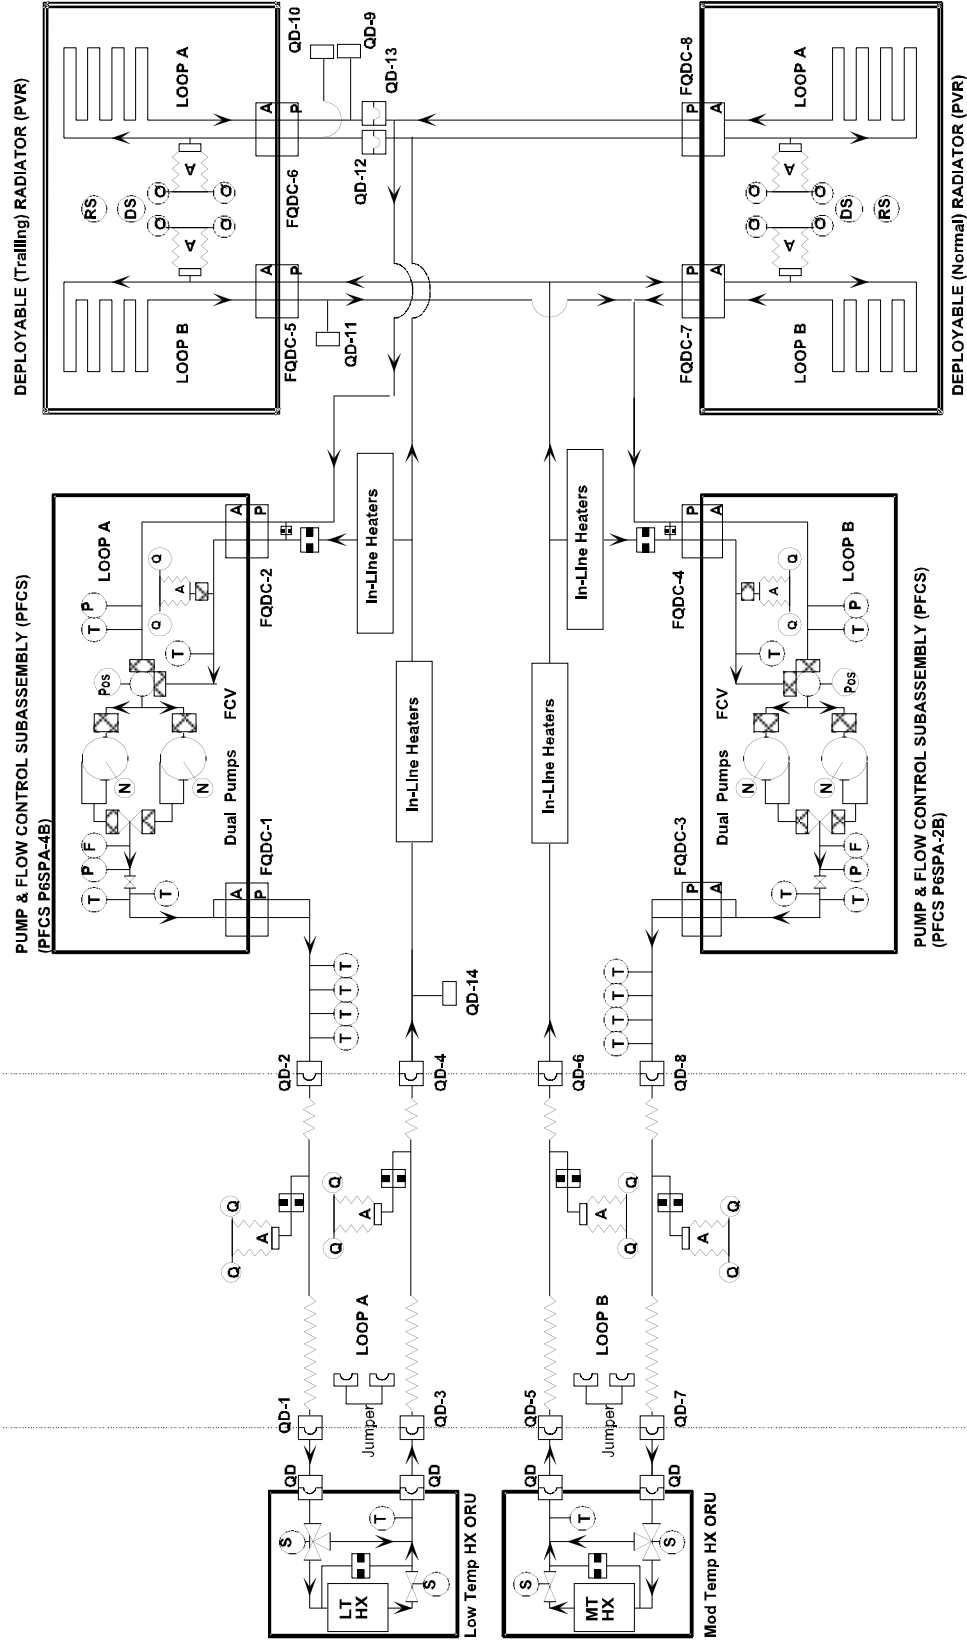 DEPLOYABLE (Trailing) RADIATOR (PVR)
LOOP A
RS
DS
Q
Q
A
Q
Q
A
LOOP B
A
P
FQDC-6
A
P
FQDC-5
QD-10
QD-9
QD-13
QD-12
QD-11
DEPLOYABLE (Normal) RADIATOR (PVR)
FQDC-8
P
A
LOOP A
Q
Q
A
DS
RS
Q
Q
A
P
A
FQDC-7
LOOP B
PUMP & FLOW CONTROL SUBASSEMBLY (PFCS)
(PFCS P6SPA-4B)
LOOP A
P
T
Q
A
Q
T
Pos
FCV
N
N
Dual Pumps
F
P
T
T
A
P
FQDC-2
A
P
FQDC-1
In-Line Heaters
In-Line Heaters
T
T
T
T
QD-14
In-Line Heaters
In-Line Heaters
PUMP & FLOW CONTROL SUBASSEMBLY (PFCS)
(PFCS P6SPA-2B)
P
A
FQDC-4
LOOP B
Q
A
Q
P
T
T
Pos
FCV
N
N
Dual Pumps
F
P
T
T
FQDC-3
P
A
T
T
T
T
QD-2
QD-4
QD-6
QD-8
Q
A
Q
Q
A
Q
Q
A
Q
Q
A
Q
LOOP A
LOOP B
QD-1
Jumper
QD-3
QD-5
Jumper
QD-7
QD
QD
QD
QD
S
T
LT
HX
S
Low Temp HX ORU
T
S
S
MT
HX
Mod Temp HX ORU